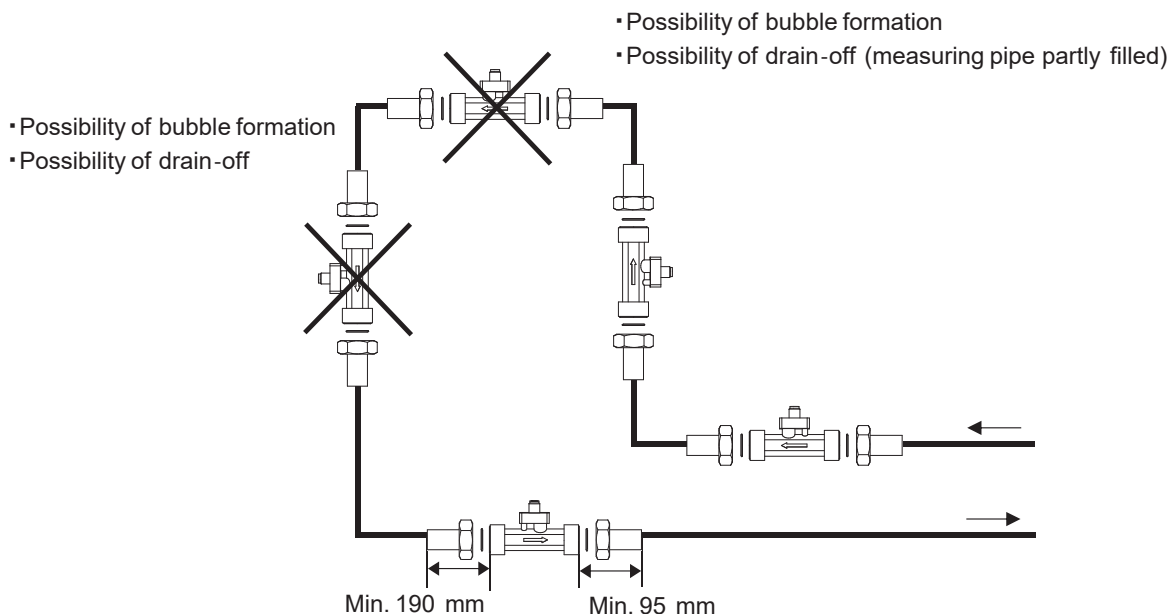 ▪Possibility of bubble formation
▪Possibility of drain-off (measuring pipe partly filled)
▪Possibility of bubble formation
▪Possibility of drain-off
Min. 190 mm
Min. 95 mm